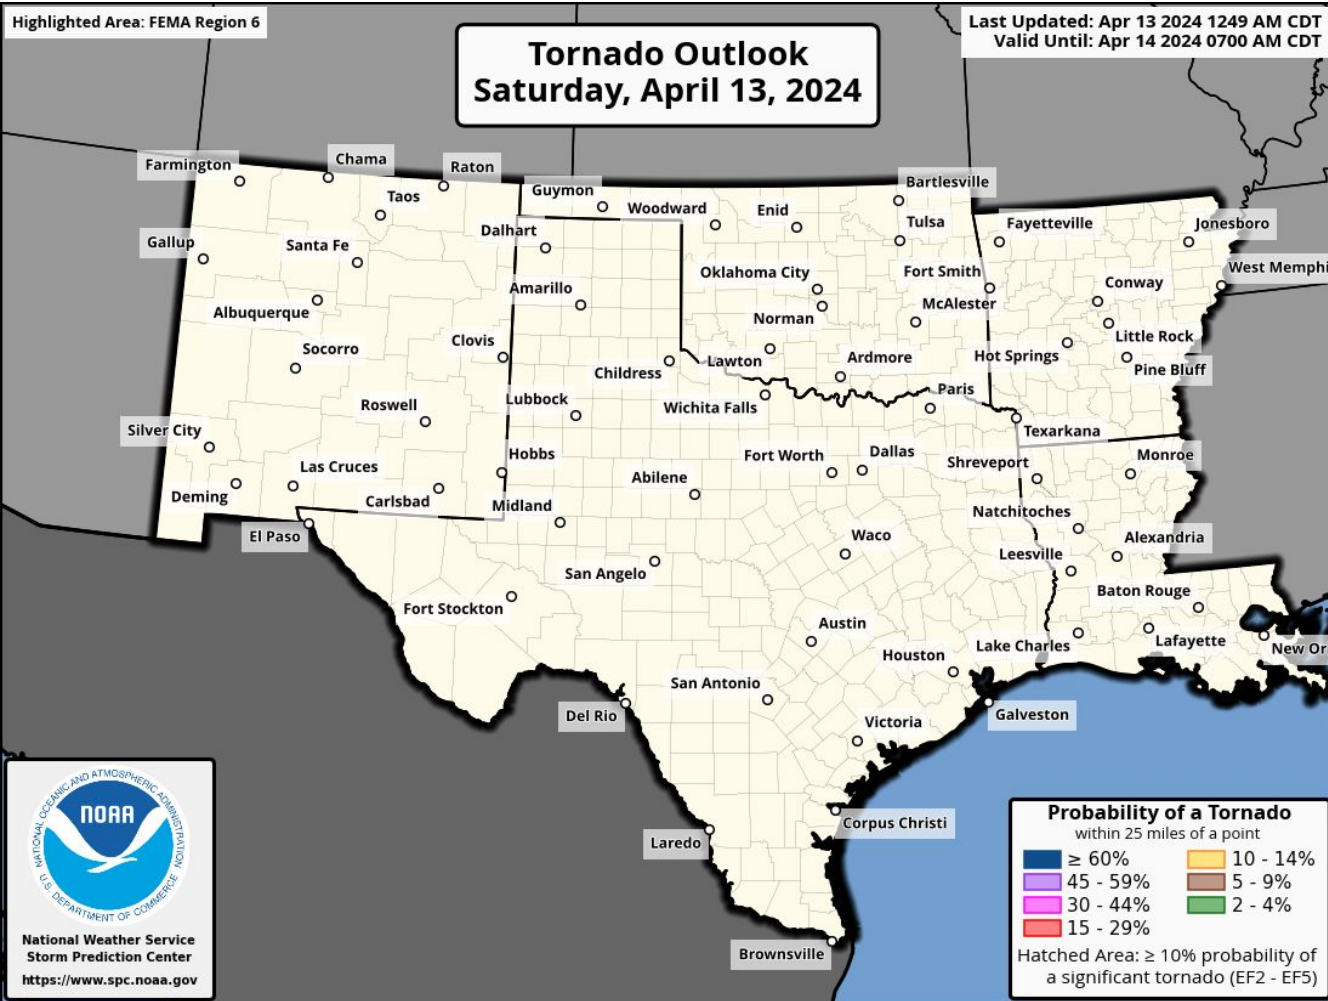 Highlighted Area: FEMA Region 6
Last Updated: Apr 13 2024 1249 AM CDT
Valid Until: Apr 14 2024 0700 AM CDT
Tornado Outlook
Saturday, April 13, 2024
Farmington
Chama
Raton
Taos
Guymon
Woodward
Enid
Bartlesville
Tulsa
Fayetteville
Jonesboro
Gallup
Santa Fe
Dalhart
Oklahoma City
Fort Smith
West Memphi
Conway
Albuquerque
Amarillo
Norman
McAlester
Little Rock
Socorro
Clovis
Childress
Lawton
Ardmore
Hot Springs
Pine Bluff
Roswell
Lubbock
Wichita Falls
Paris
Texarkana
Silver City
Las Cruces
Hobbs
Fort Worth
Dallas
Shreveport
Monroe
Deming
Carlsbad
Midland
Abilene
Natchitoches
El Paso
San Angelo
Waco
Leesville
Alexandria
Fort Stockton
Austin
Baton Rouge
Houston
Lake Charles
Lafayette
New Or
San Antonio
Del Rio
Victoria
Galveston
Laredo
Corpus Christi
Brownsville
NATIONAL OCEANIC AND ATMOSPHERIC ADMINISTRATION
NOAA
U.S. DEPARTMENT OF COMMERCE
National Weather Service
Storm Prediction Center
https://www.spc.noaa.gov
Probability of a Tornado
within 25 miles of a point
≥ 60%
10 - 14%
45 - 59%
5 - 9%
30 - 44%
2 - 4%
15 - 29%
Hatched Area: ≥ 10% probability of
a significant tornado (EF2 - EF5)